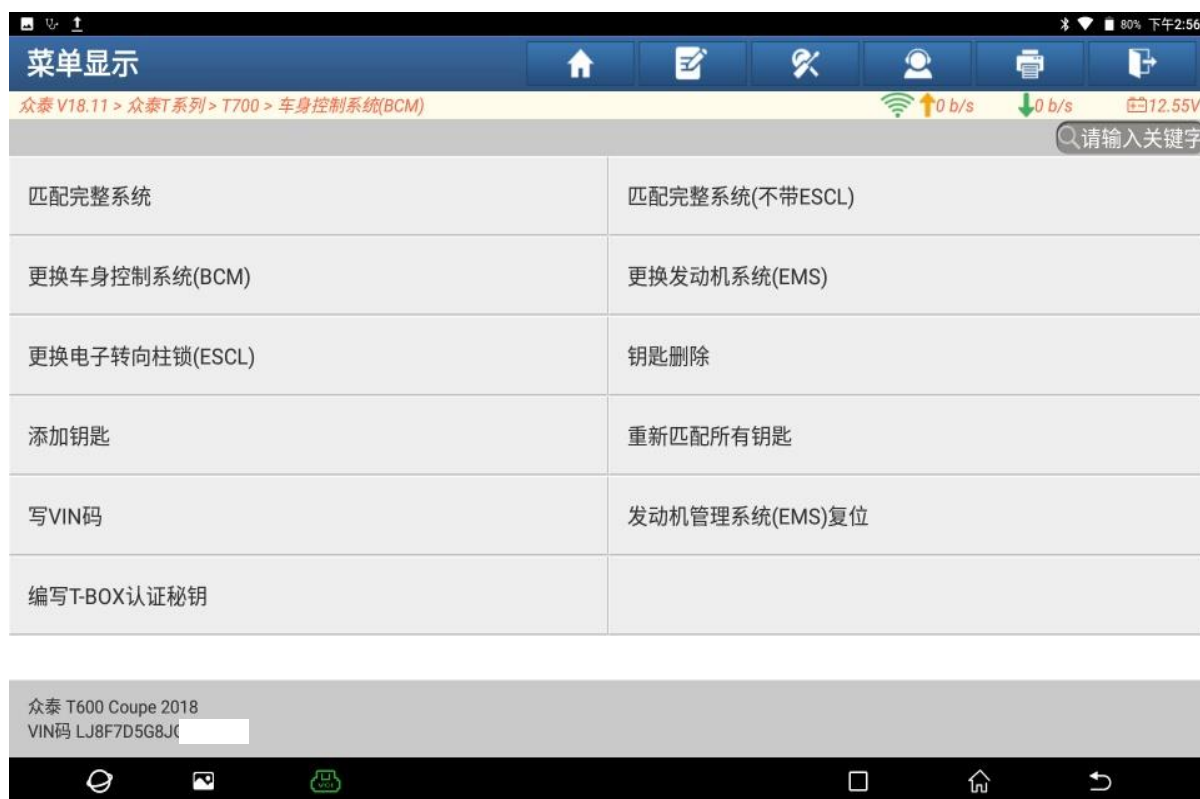 80% 下午2:56
菜单显示
众泰 V18.11 > 众泰T系列 > T700 > 车身控制系统(BCM)
0 b/s
0 b/s
12.55V
请输入关键字
匹配完整系统
匹配完整系统(不带ESCL)
更换车身控制系统(BCM)
更换发动机系统(EMS)
更换电子转向柱锁(ESCL)
钥匙删除
添加钥匙
重新匹配所有钥匙
写VIN码
发动机管理系统(EMS)复位
编写T-BOX认证秘钥
众泰 T600 Coupe 2018
VIN码 LJ8F7D5G8J
VCI